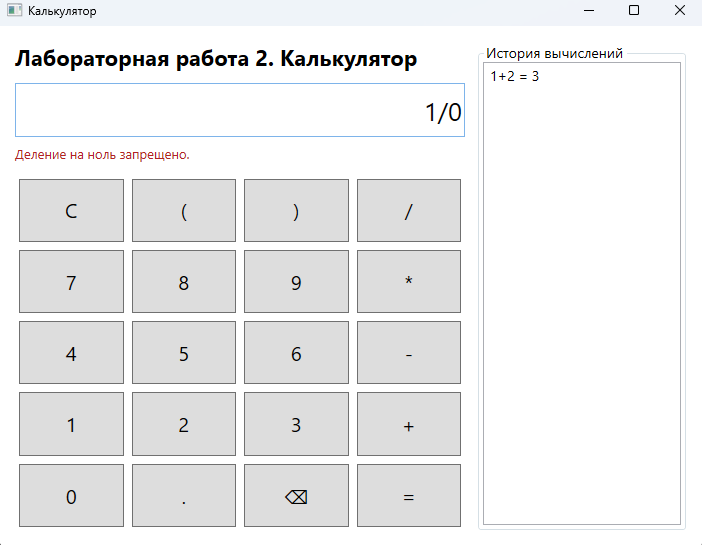 Калькулятор
Лабораторная работа 2. Калькулятор
1/0
Деление на ноль запрещено.
C ( ) /
7 8 9 *
4 5 6 -
1 2 3 +
0 . ⌫ =
История вычислений
1+2 = 3